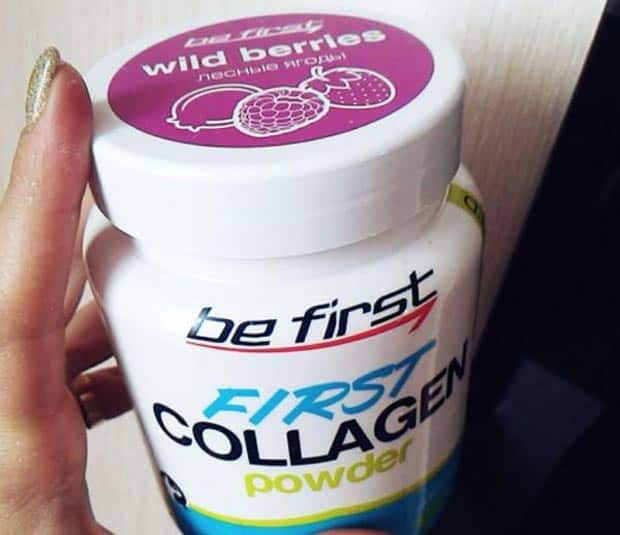 be first
wild berries
лесные ягоды
be first
FIRST
COLLAGEN
powder